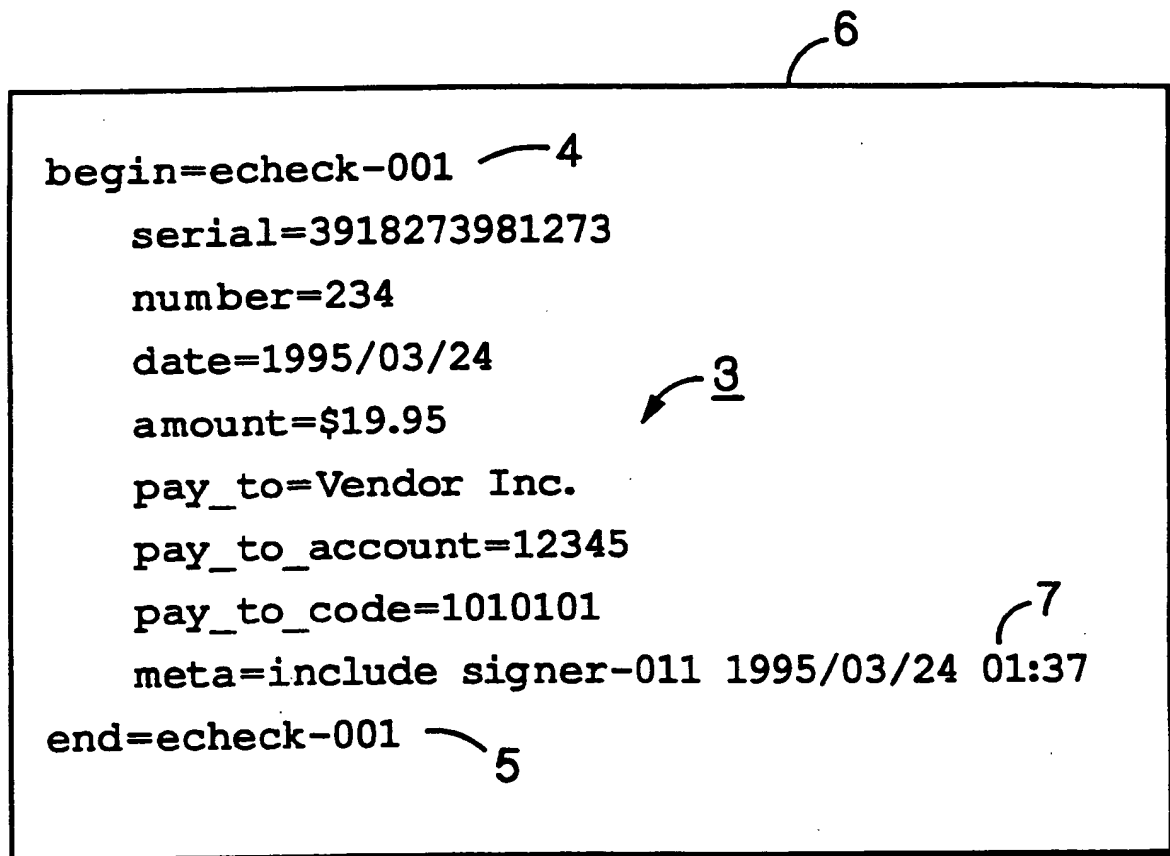 6
begin=echeck-001 4
serial=3918273981273
number=234
date=1995/03/24
3
amount=$19.95
pay_to=Vendor Inc.
pay_to_account=12345
pay_to_code=1010101
7
meta=include signer-011 1995/03/24 01:37
end=echeck-001
5